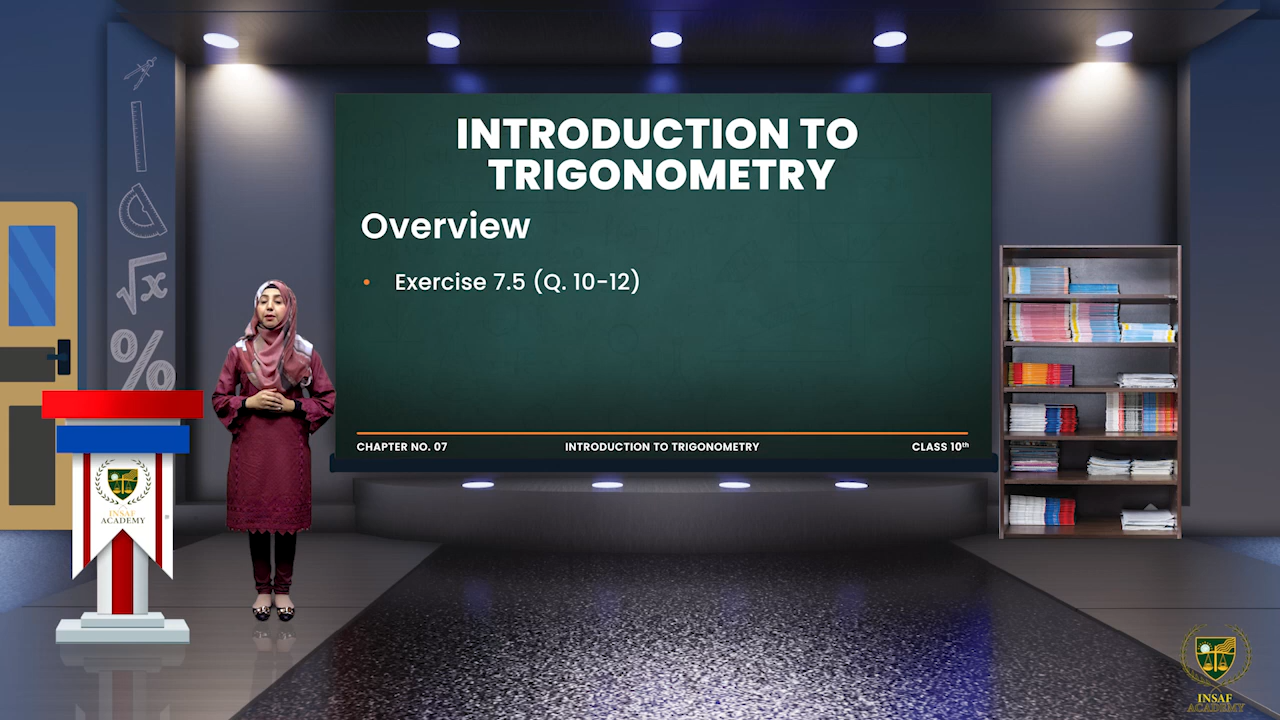 INTRODUCTION TO
TRIGONOMETRY
Overview
• Exercise 7.5 (Q. 10-12)
CHAPTER NO. 07
INTRODUCTION TO TRIGONOMETRY
CLASS 10th
√x
%
INSAF
ACADEMY
INSAF
ACADEMY